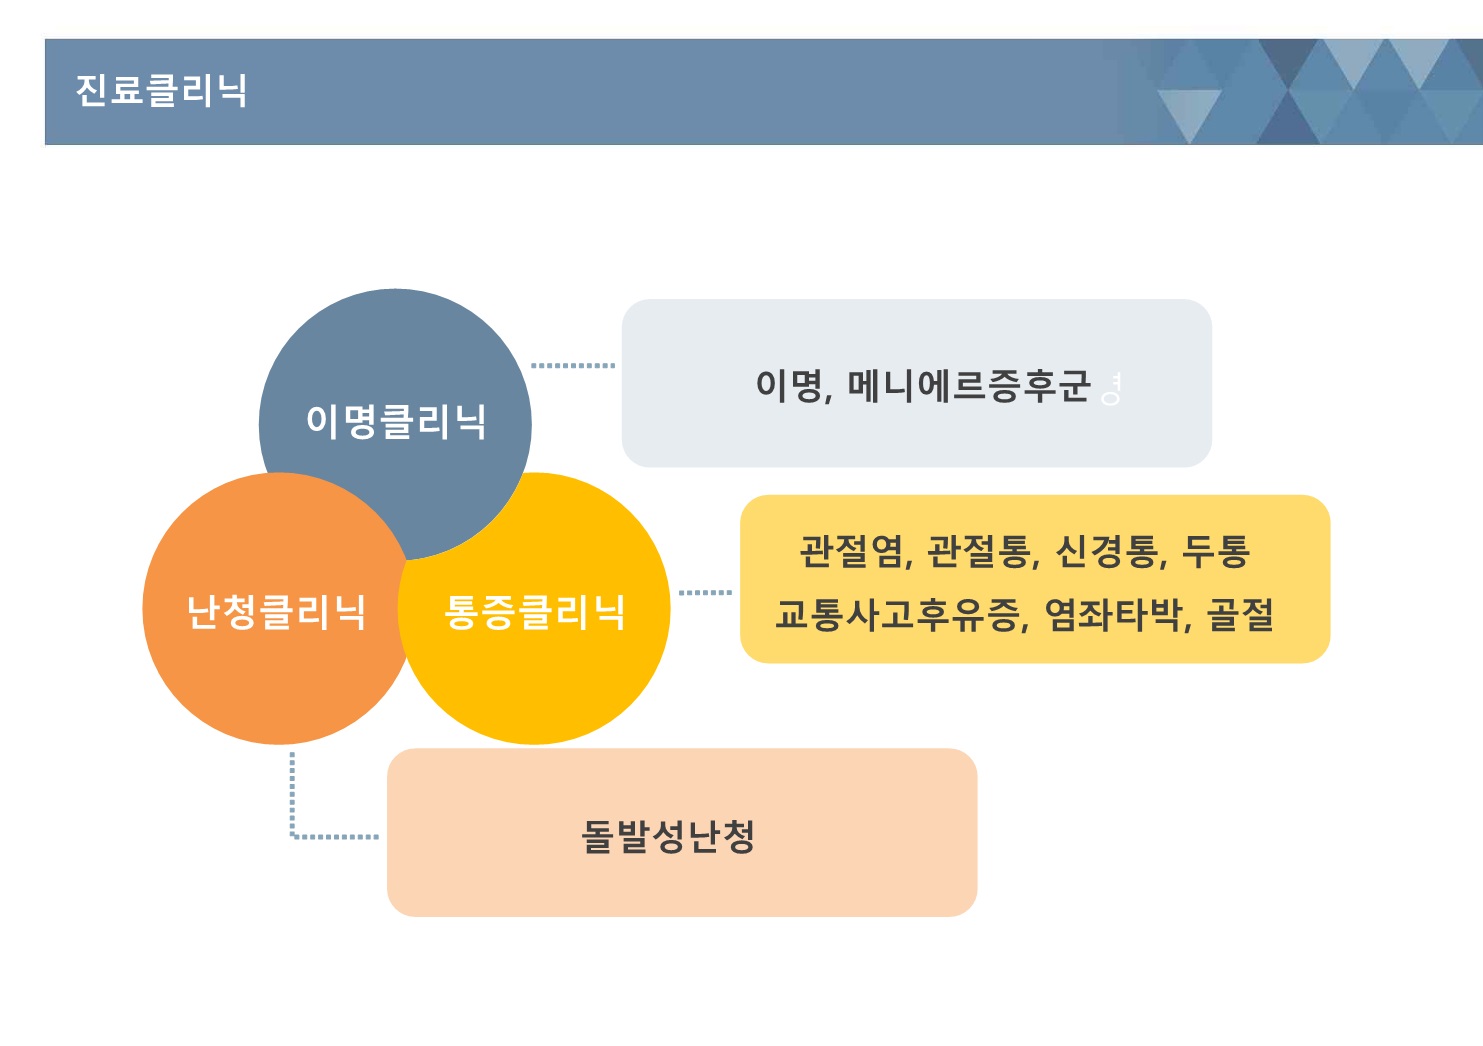 진료클리닉
이명클리닉
이명, 메니에르증후군
난청클리닉
통증클리닉
관절염, 관절통, 신경통, 두통
교통사고후유증, 염좌타박, 골절
돌발성난청